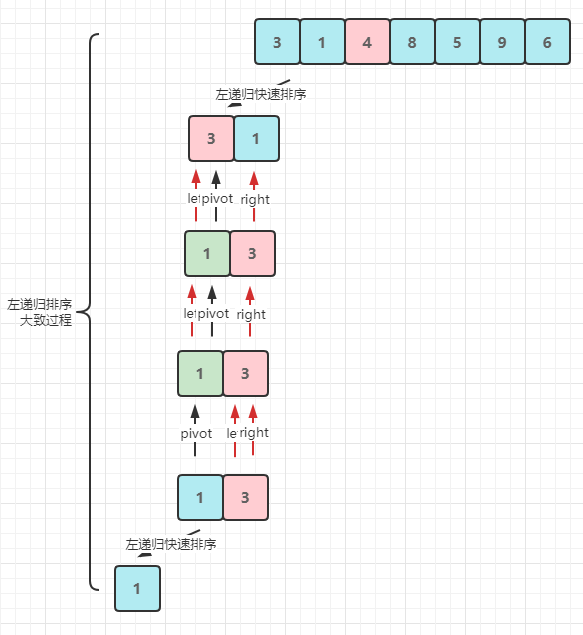 3 1 4 8 5 9 6
左递归快速排序
3 1
left pivot right
1 3
左递归排序
大致过程
left pivot right
1 3
pivot le right
1 3
左递归快速排序
1